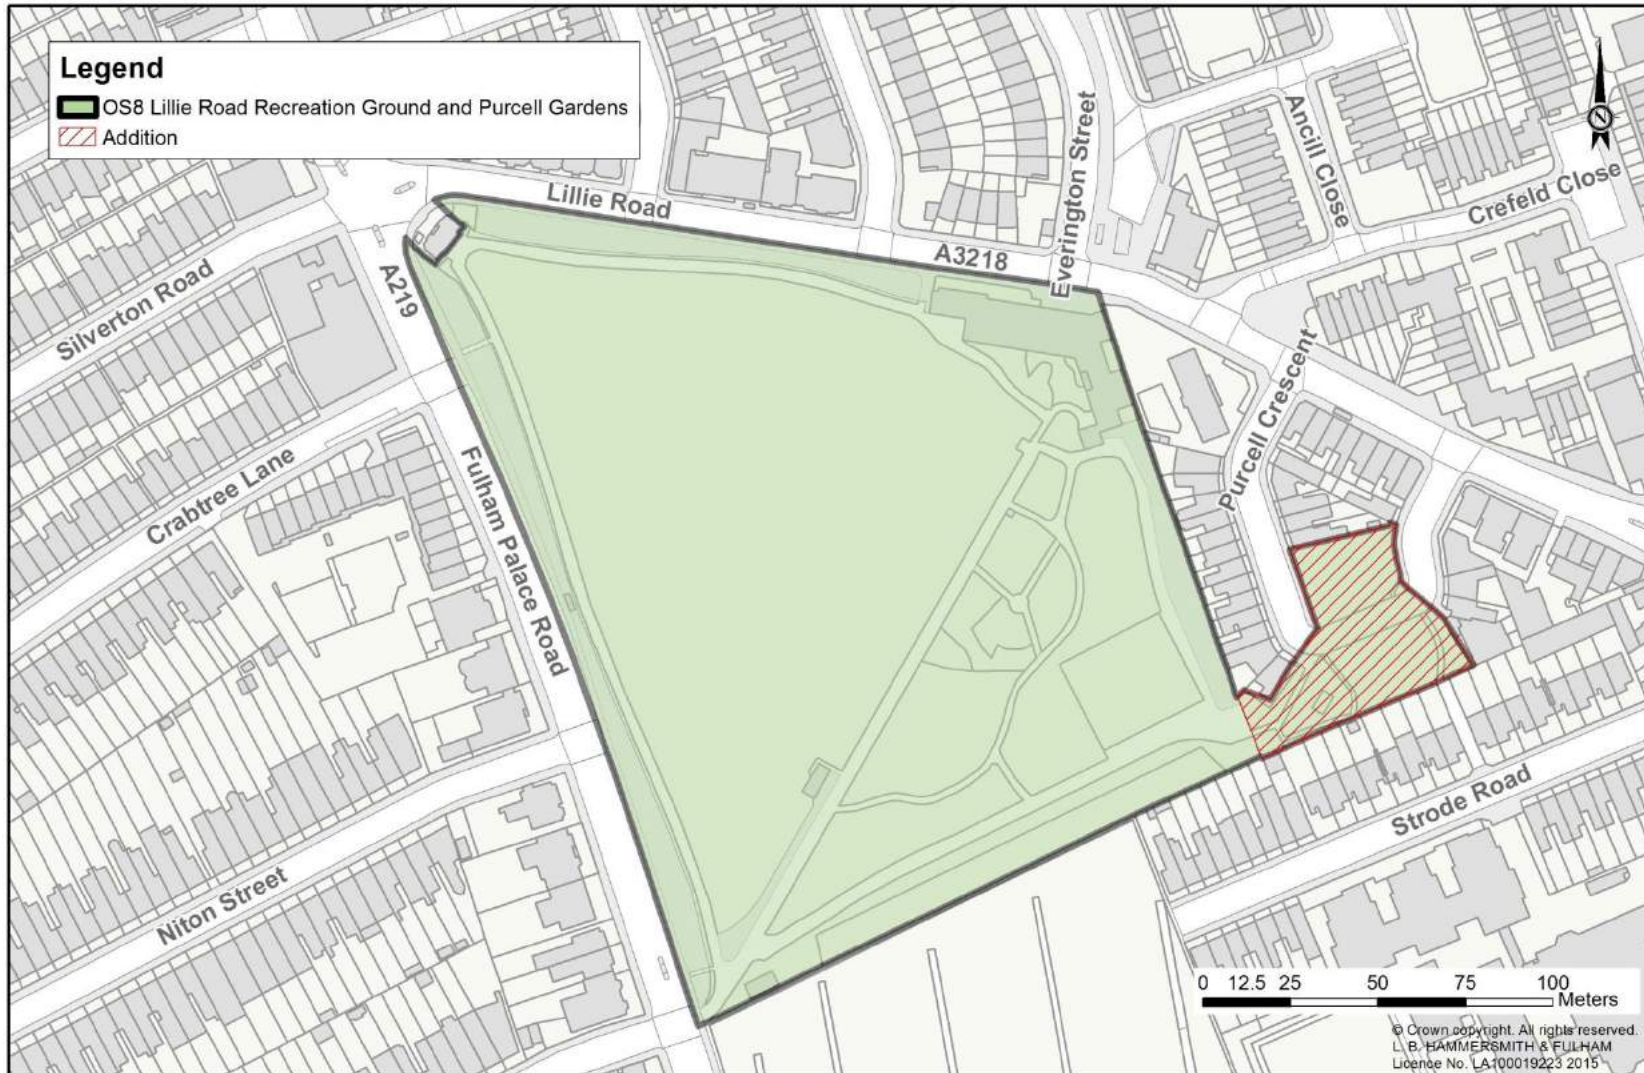 Legend
OS8 Lillie Road Recreation Ground and Purcell Gardens
Addition
N
Lillie Road
A3218
Everington Street
Ancill Close
Crefeld Close
Silverton Road
A219
Purcell Crescent
Crabtree Lane
Fulham Palace Road
Niton Street
Strode Road
0 12.5 25 50 75 100
Meters
© Crown copyright. All rights reserved.
L. B. HAMMERSMITH & FULHAM
Licence No. LA100019223 2015